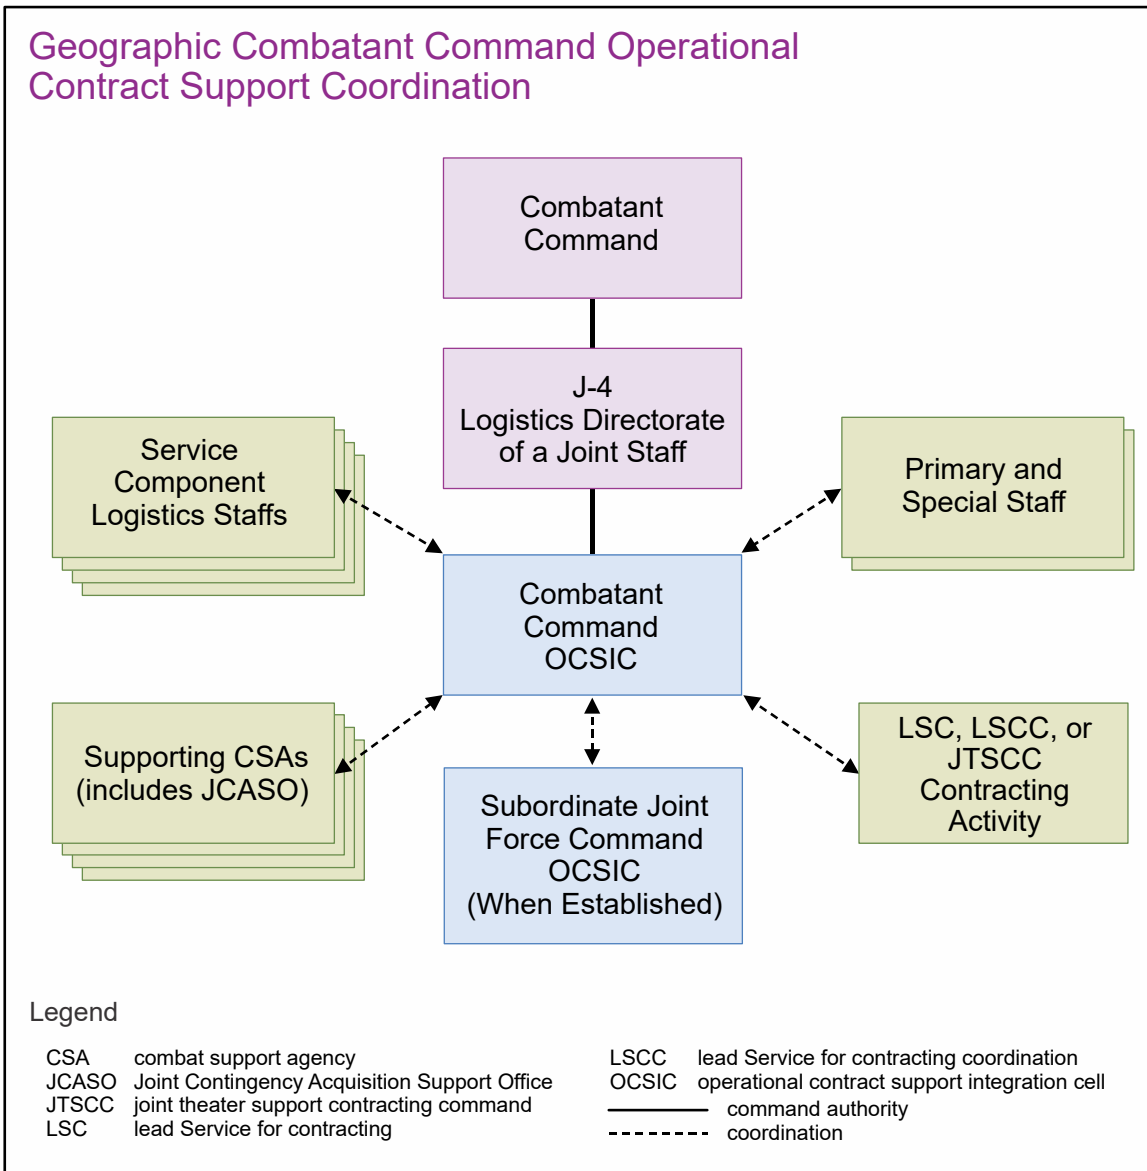 Geographic Combatant Command Operational
Contract Support Coordination
Combatant
Command
J-4
Logistics Directorate
of a Joint Staff
Service
Component
Logistics Staffs
Primary and
Special Staff
Combatant
Command
OCSIC
Supporting CSAs
(includes JCASO)
Subordinate Joint
Force Command
OCSIC
(When Established)
LSC, LSCC, or
JTSCC
Contracting
Activity
Legend
CSA combat support agency
JCASO Joint Contingency Acquisition Support Office
JTSCC joint theater support contracting command
LSC lead Service for contracting
LSCC lead Service for contracting coordination
OCSIC operational contract support integration cell
command authority
coordination